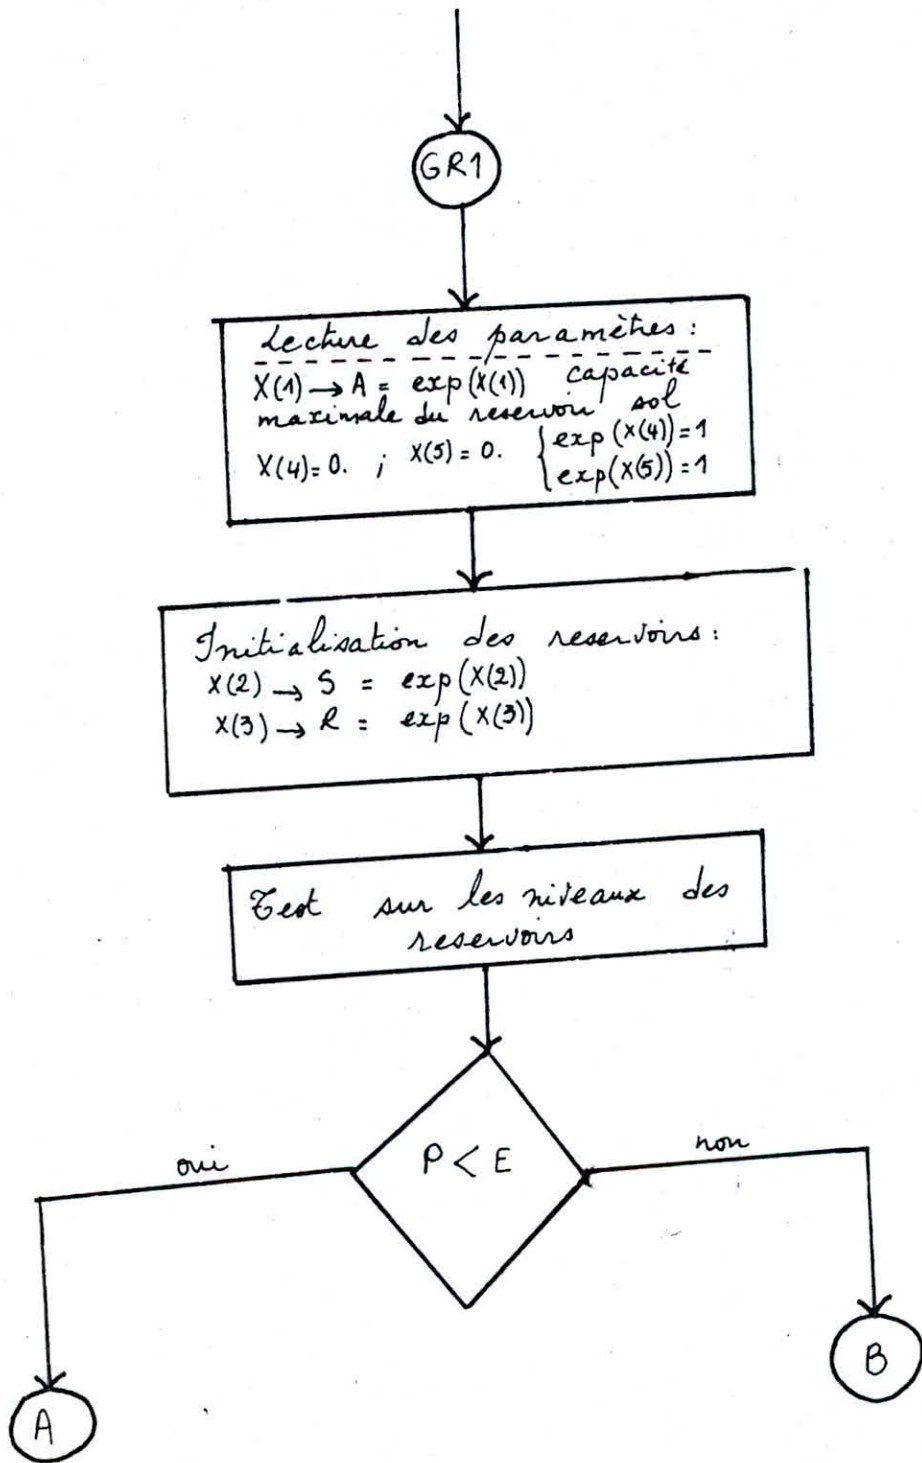 GR1
Lecture des paramètres :
X(1) → A = exp(X(1)) capacité
maximale du reservoir sol
X(4)=0. ; X(5)=0. { exp(X(4))=1
exp(X(5))=1
Initialisation des reservoirs :
X(2) → S = exp(X(2))
X(3) → R = exp(X(3))
Test sur les niveaux des
reservoirs
P < E
oui
non
B
A